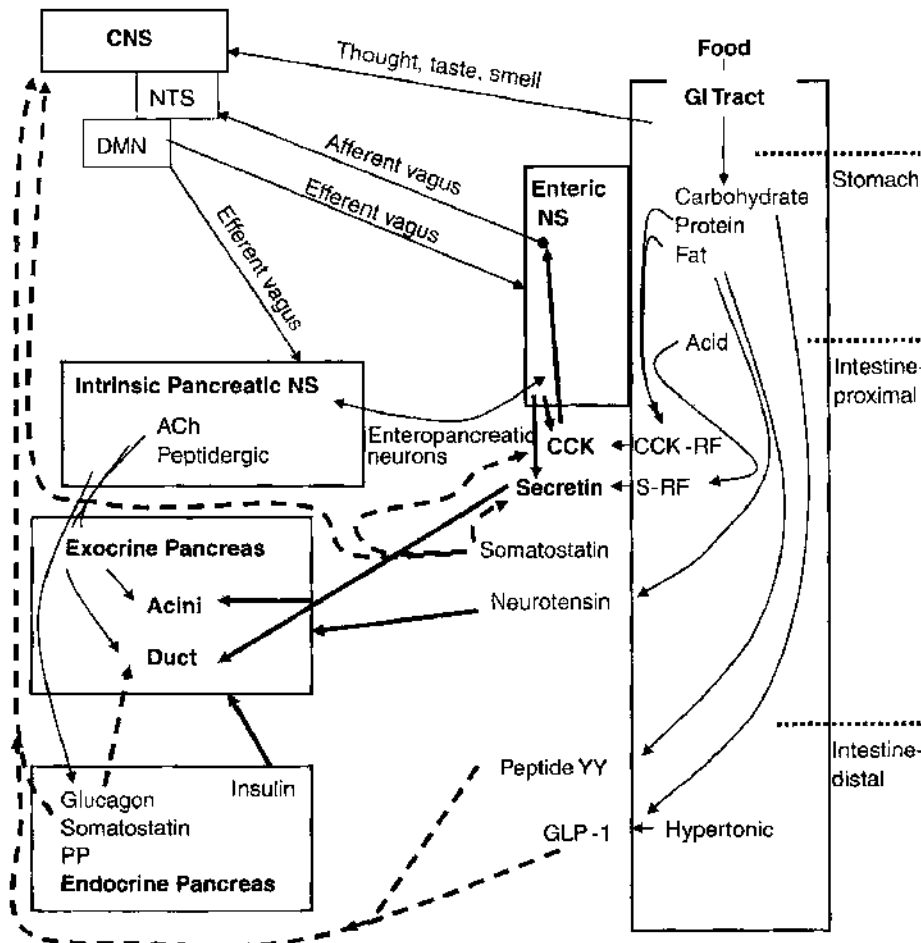 CNS
NTS
DMN
Thought, taste, smell
Food
GI Tract
Afferent vagus
Efferent vagus
Efferent vagus
Enteric
NS
Stomach
Carbohydrate
Protein
Fat
Acid
Intestine-
proximal
Intrinsic Pancreatic NS
ACh
Peptidergic
Enteropancreatic
neurons
CCK
CCK-RF
Secretin
S-RF
Exocrine Pancreas
Somatostatin
Acini
Neurotensin
Duct
Intestine-
distal
Peptide YY
Insulin
Glucagon
Somatostatin
PP
Endocrine Pancreas
GLP-1
Hypertonic